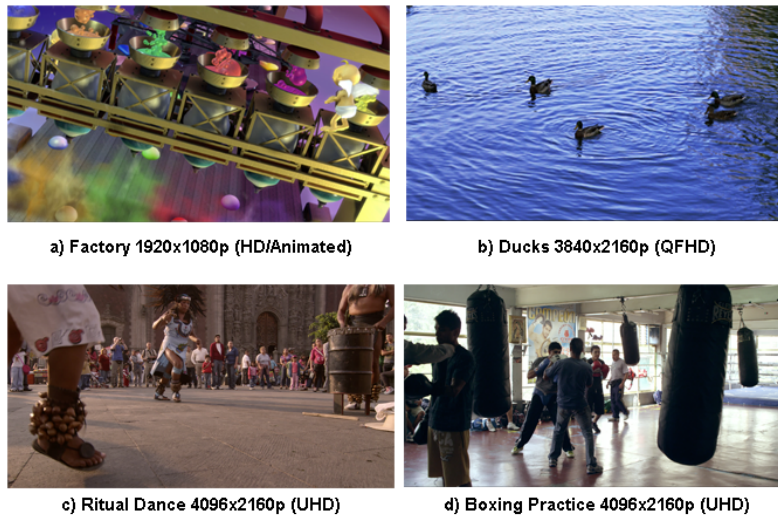 a) Factory 1920x1080p (HD/Animated)
b) Ducks 3840x2160p (QFHD)
c) Ritual Dance 4096x2160p (UHD)
d) Boxing Practice 4096x2160p (UHD)